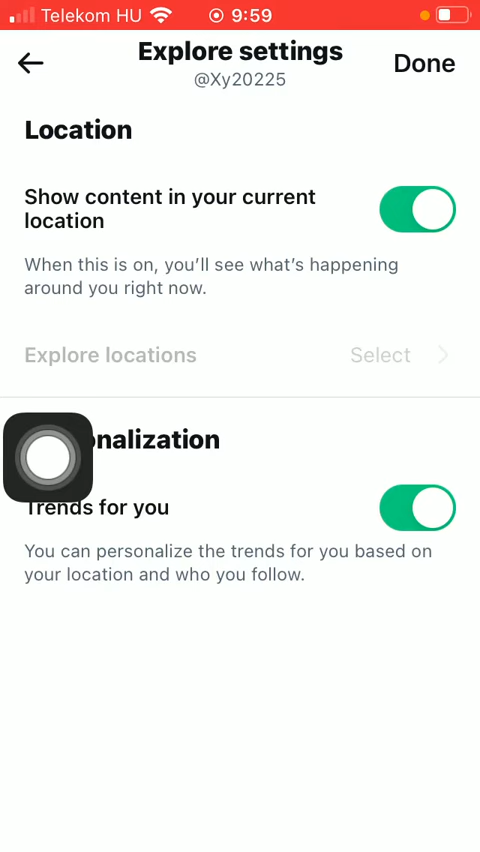 Telekom HU 9:59
Explore settings
@Xy20225
Done
Location
Show content in your current
location
When this is on, you’ll see what’s happening
around you right now.
Explore locations Select
onalization
Trends for you
You can personalize the trends for you based on
your location and who you follow.